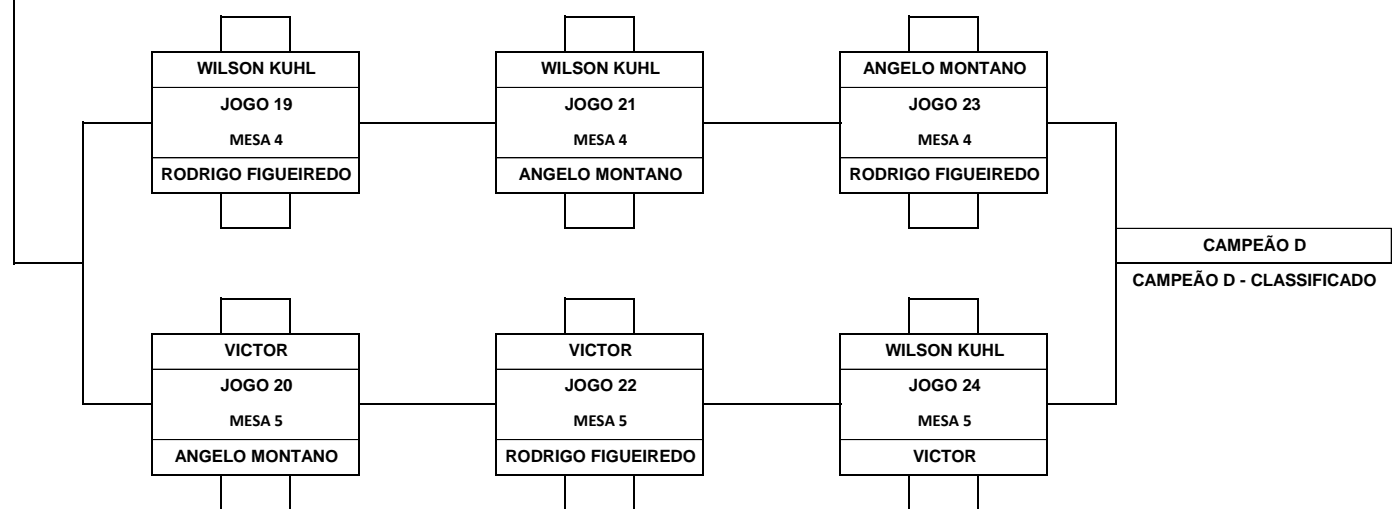 WILSON KUHL
JOGO 19
MESA 4
RODRIGO FIGUEIREDO
WILSON KUHL
JOGO 21
MESA 4
ANGELO MONTANO
ANGELO MONTANO
JOGO 23
MESA 4
RODRIGO FIGUEIREDO
CAMPEÃO D
CAMPEÃO D - CLASSIFICADO
VICTOR
JOGO 20
MESA 5
ANGELO MONTANO
VICTOR
JOGO 22
MESA 5
RODRIGO FIGUEIREDO
WILSON KUHL
JOGO 24
MESA 5
VICTOR